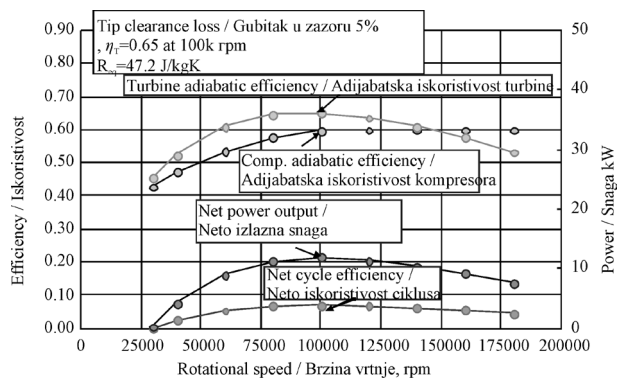 Tip clearance loss / Gubitak u zazoru 5%
, ηT=0.65 at 100k rpm
=47.2 J/kgK
Turbine adiabatic efficiency / Adijabatska iskoristivost turbine
Comp. adiabatic efficiency /
Adijabatska iskoristivost kompresora
Net power output /
Neto izlazna snaga
Net cycle efficiency /
Neto iskoristivost ciklusa
Efficiency / Iskoristivost
0.90
0.80
0.70
0.60
0.50
0.40
0.30
0.20
0.10
0.00
Power / Snaga kW
50
40
30
20
10
0
0 25000 50000 75000 100000 125000 150000 175000 200000
Rotational speed / Brzina vrtnje, rpm